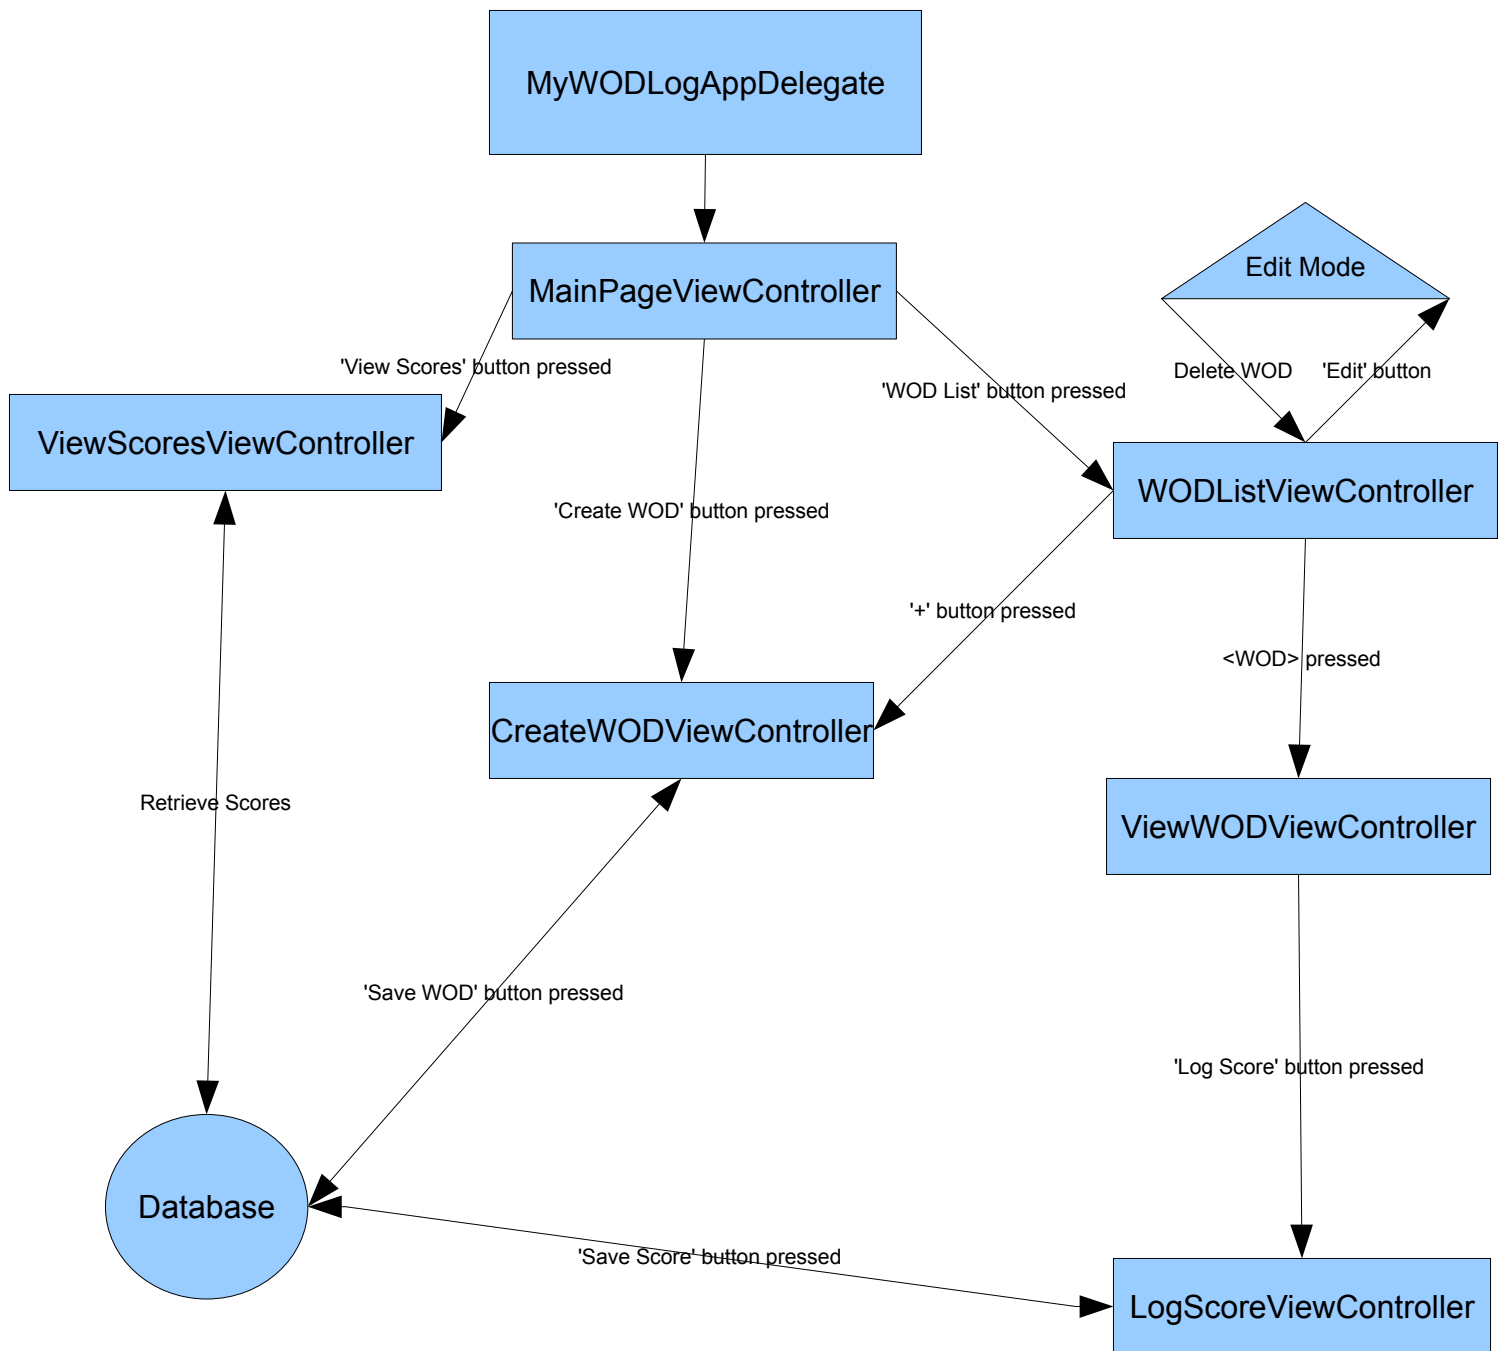 MyWODLogAppDelegate
MainPageViewController
Edit Mode
'View Scores' button pressed
'WOD List' button pressed
Delete WOD
'Edit' button
ViewScoresViewController
WODListViewController
'Create WOD' button pressed
'+' button pressed
<WOD> pressed
CreateWODViewController
Retrieve Scores
ViewWODViewController
'Save WOD' button pressed
'Log Score' button pressed
Database
'Save Score' button pressed
LogScoreViewController